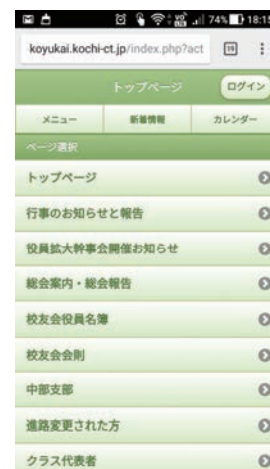 74% 18:15
koyukai.kochi-ct.jp/index.php?act 19
トップページ ログイン
メニュー 新着情報 カレンダー
ページ選択
トップページ
行事のお知らせと報告
役員拡大幹事会開催お知らせ
総会案内・総会報告
校友会役員名簿
校友会会則
中部支部
進路変更された方
クラス代表者